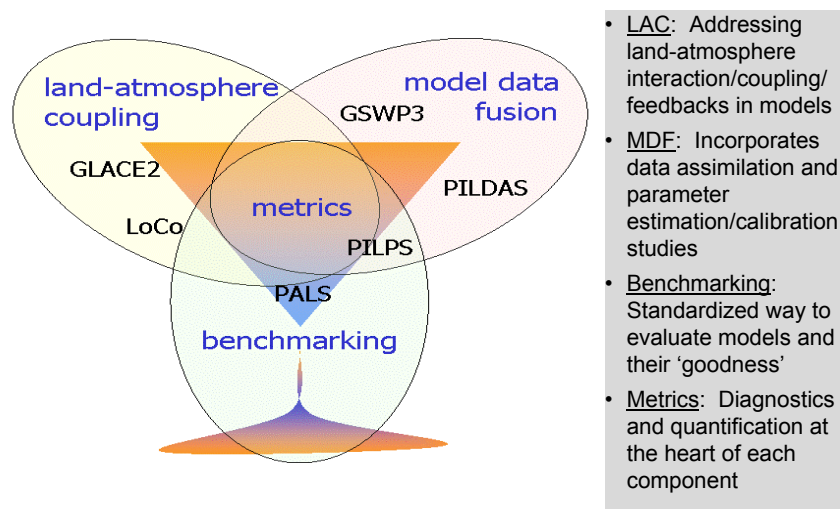 land-atmosphere
coupling
model data
fusion
GSWP3
GLACE2
PILDAS
metrics
LoCo
PILPS
PALS
benchmarking
• LAC: Addressing
land-atmosphere
interaction/coupling/
feedbacks in models
• MDF: Incorporates
data assimilation and
parameter
estimation/calibration
studies
• Benchmarking:
Standardized way to
evaluate models and
their ‘goodness’
• Metrics: Diagnostics
and quantification at
the heart of each
component